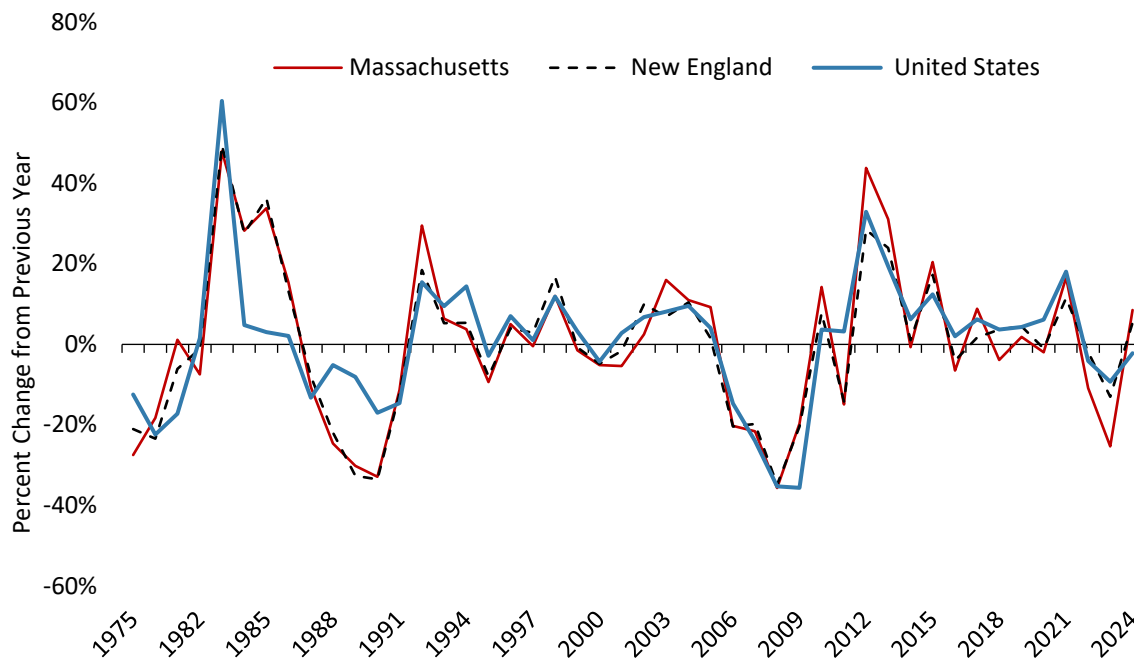 80%
Massachusetts New England United States
60%
40%
20%
0%
-20%
-40%
-60%
Percent Change from Previous Year
1975 1982 1985 1988 1991 1994 1997 2000 2003 2006 2009 2012 2015 2018 2021 2024